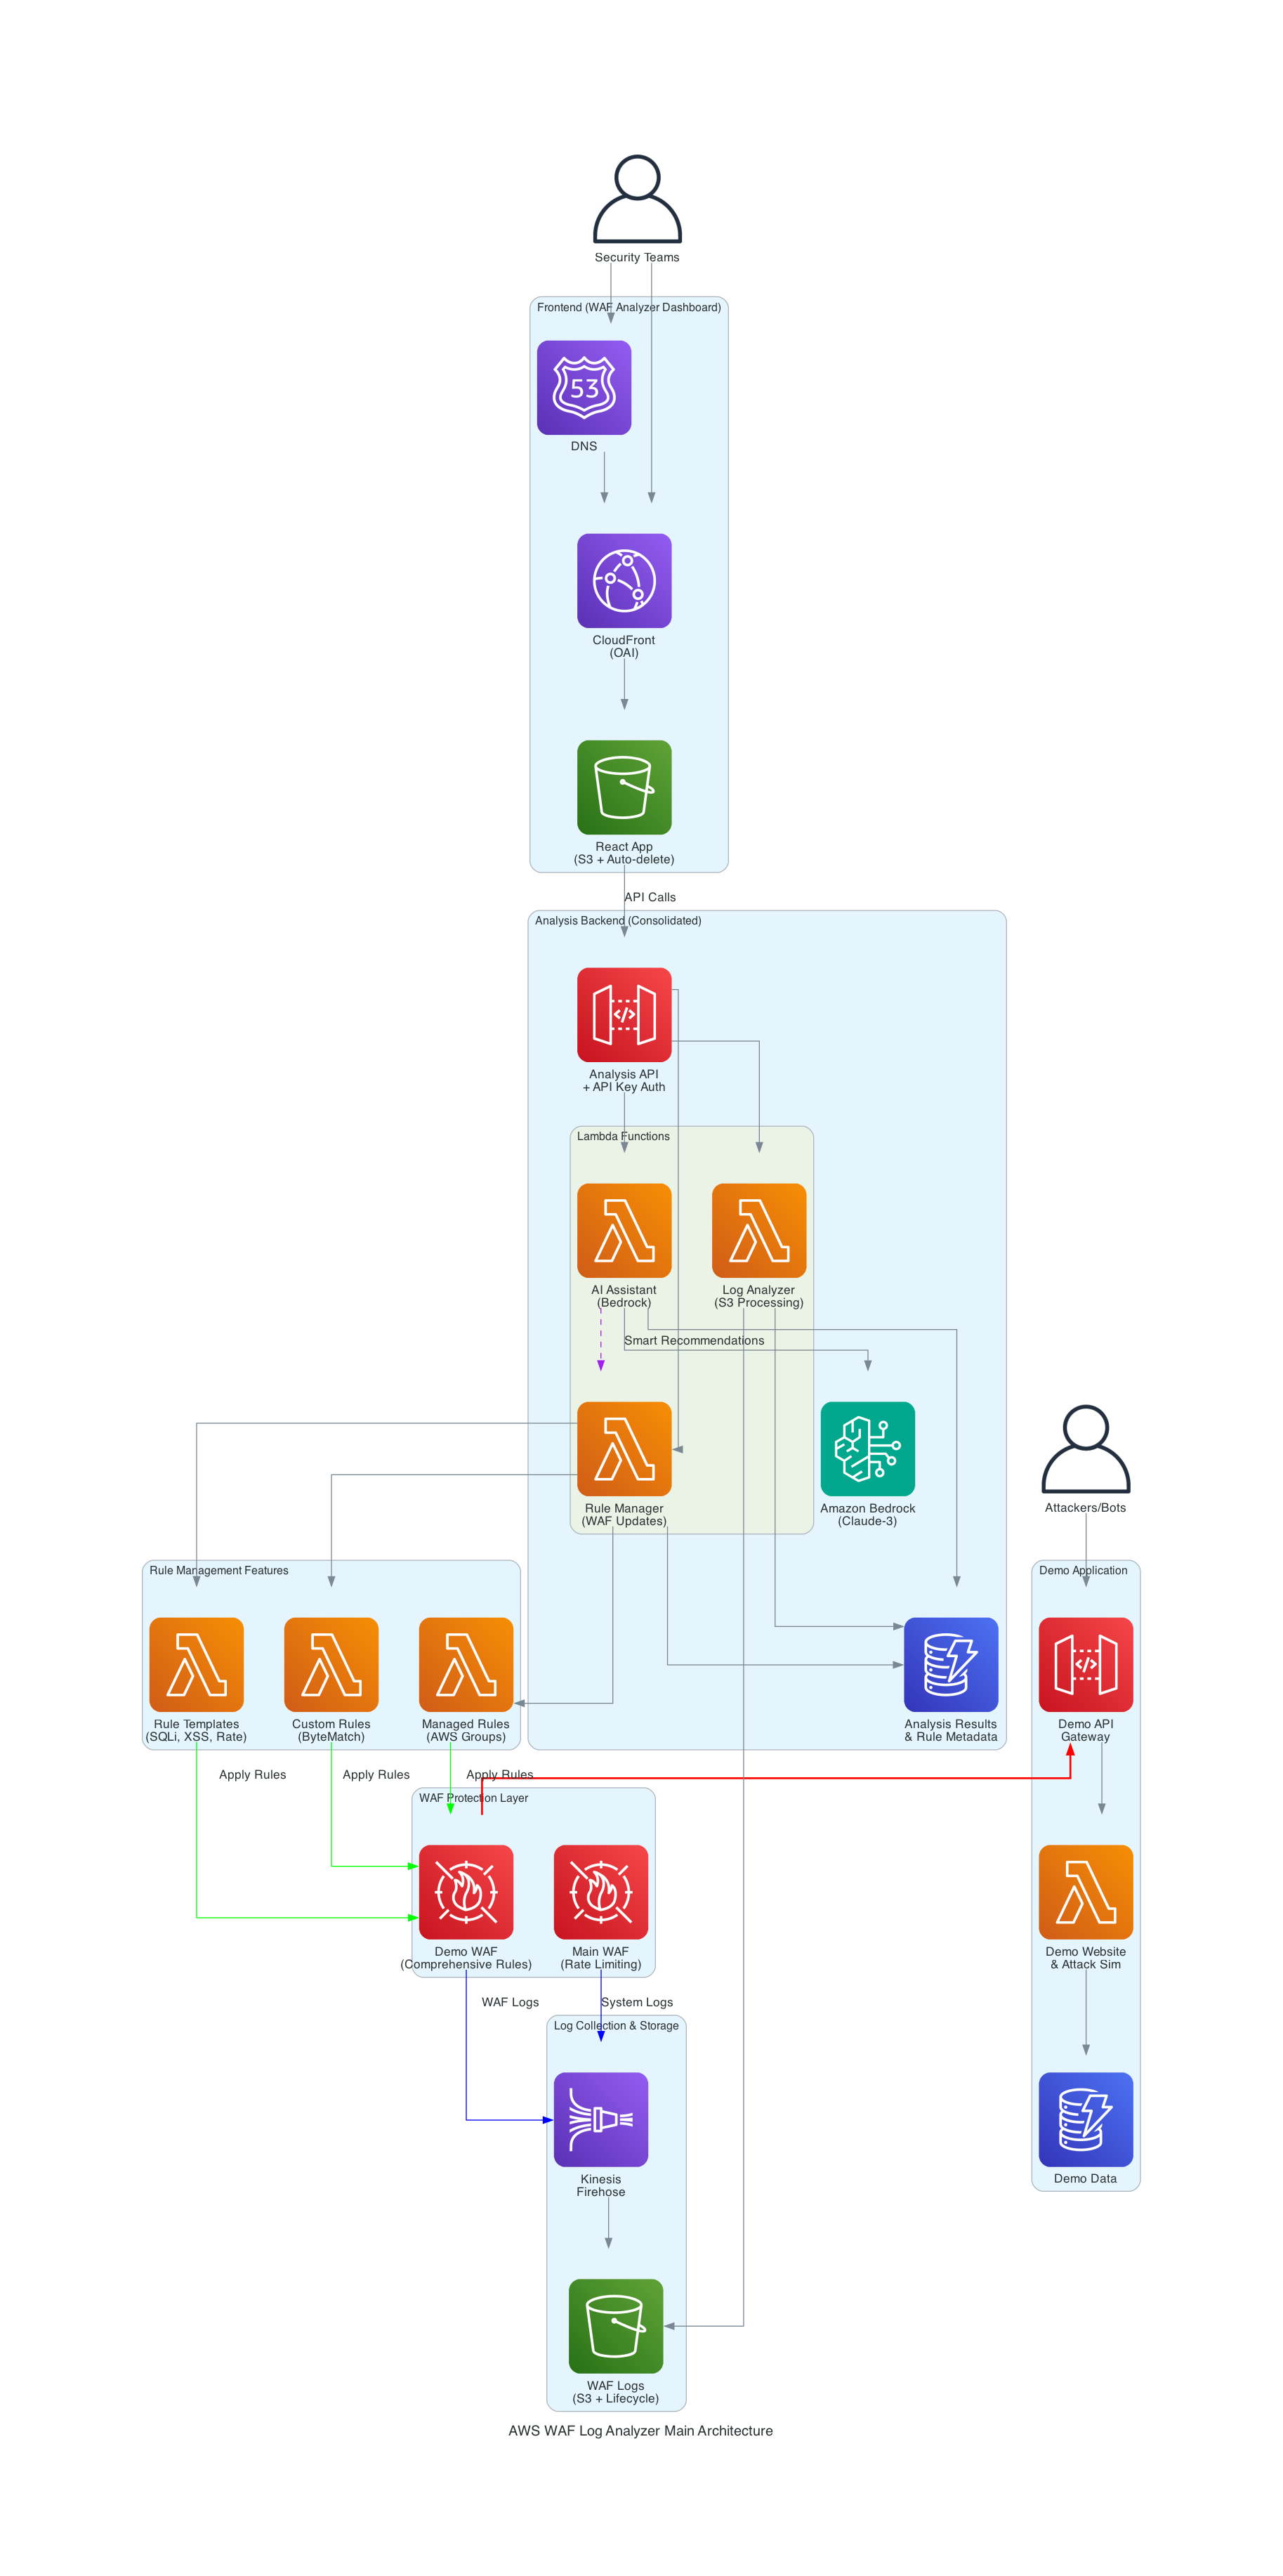 Security Teams
Frontend (WAF Analyzer Dashboard)
53
DNS
CloudFront
(OAI)
React App
(S3 + Auto-delete)
API Calls
Analysis Backend (Consolidated)
</>
Analysis API
+ API Key Auth
Lambda Functions
AI Assistant
(Bedrock)
Log Analyzer
(S3 Processing)
Smart Recommendations
Rule Manager
(WAF Updates)
Amazon Bedrock
(Claude-3)
Attackers/Bots
Rule Management Features
Demo Application
</>
Rule Templates
(SQLi, XSS, Rate)
Custom Rules
(ByteMatch)
Managed Rules
(AWS Groups)
Analysis Results
& Rule Metadata
Demo API
Gateway
Apply Rules
Apply Rules
Apply Rules
WAF Protection Layer
Demo WAF
(Comprehensive Rules)
Main WAF
(Rate Limiting)
Demo Website
& Attack Sim
WAF Logs
System Logs
Log Collection & Storage
Kinesis
Firehose
Demo Data
WAF Logs
(S3 + Lifecycle)
AWS WAF Log Analyzer Main Architecture